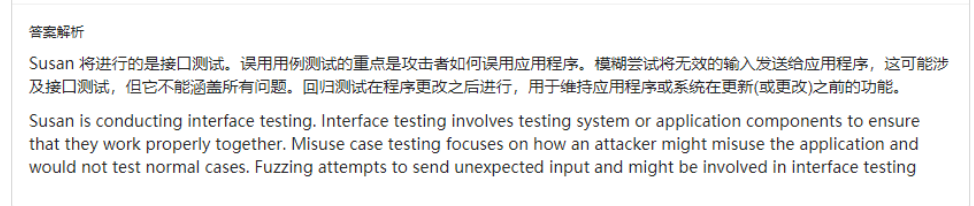 答案解析
Susan 将进行的是接口测试。误用用例测试的重点是攻击者如何误用应用程序。模糊尝试将无效的输入发送给应用程序，这可能涉
及接口测试，但它不能涵盖所有问题。回归测试在程序更改之后进行，用于维持应用程序或系统在更新(或更改)之前的功能。
Susan is conducting interface testing. Interface testing involves testing system or application components to ensure
that they work properly together. Misuse case testing focuses on how an attacker might misuse the application and
would not test normal cases. Fuzzing attempts to send unexpected input and might be involved in interface testing